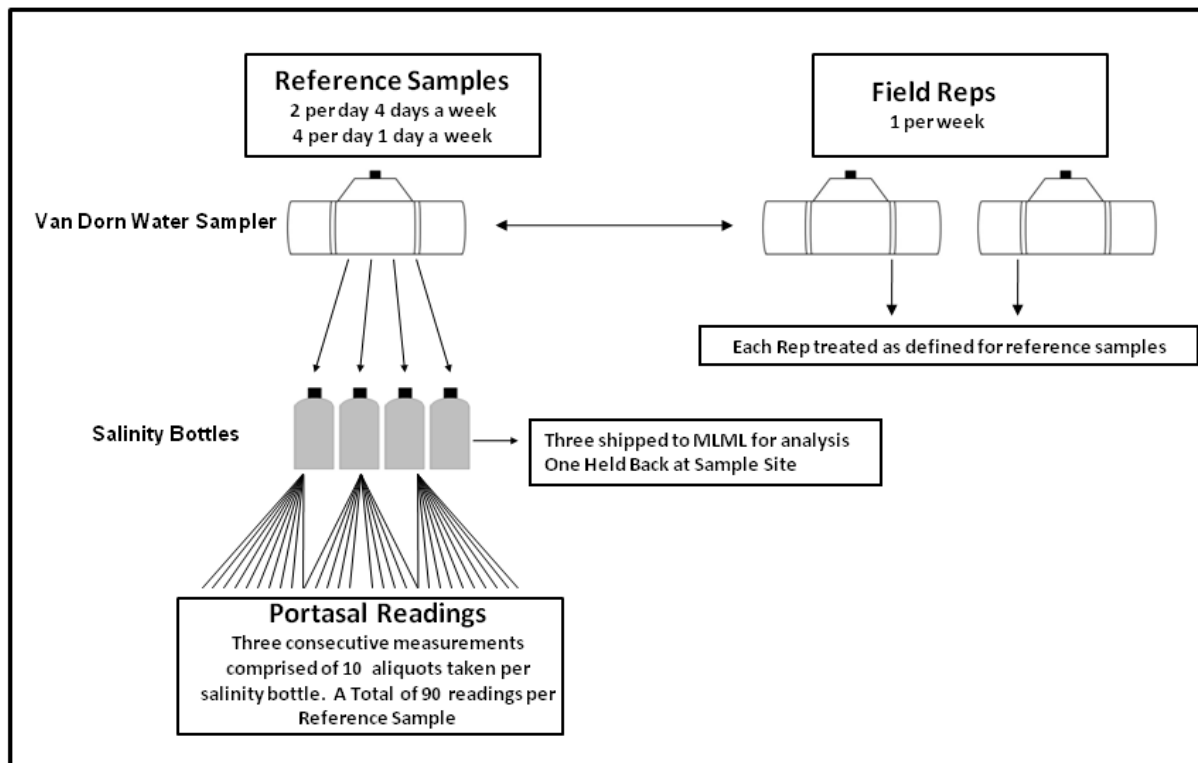 Reference Samples
2 per day 4 days a week
4 per day 1 day a week
Field Reps
1 per week
Van Dorn Water Sampler
Each Rep treated as defined for reference samples
Salinity Bottles
Three shipped to MLML for analysis
One Held Back at Sample Site
Portasal Readings
Three consecutive measurements
comprised of 10 aliquots taken per
salinity bottle. A Total of 90 readings per
Reference Sample